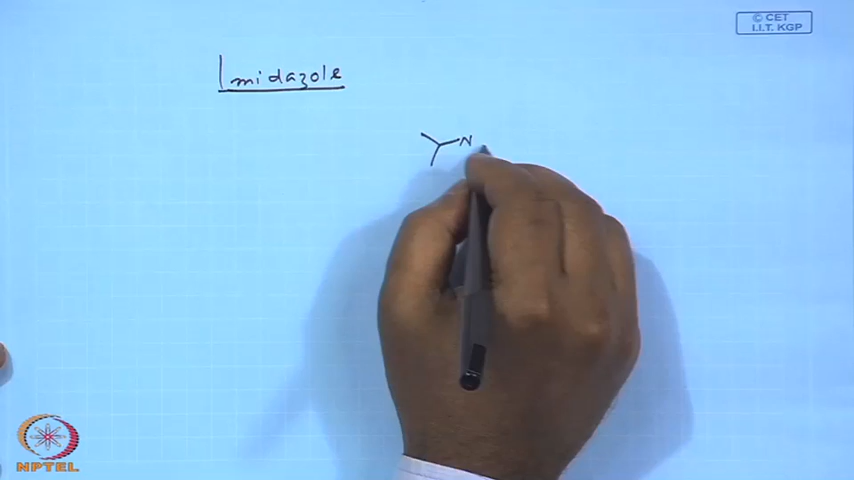 © CET
I.I.T. KGP
Imidazole
N
NPTEL